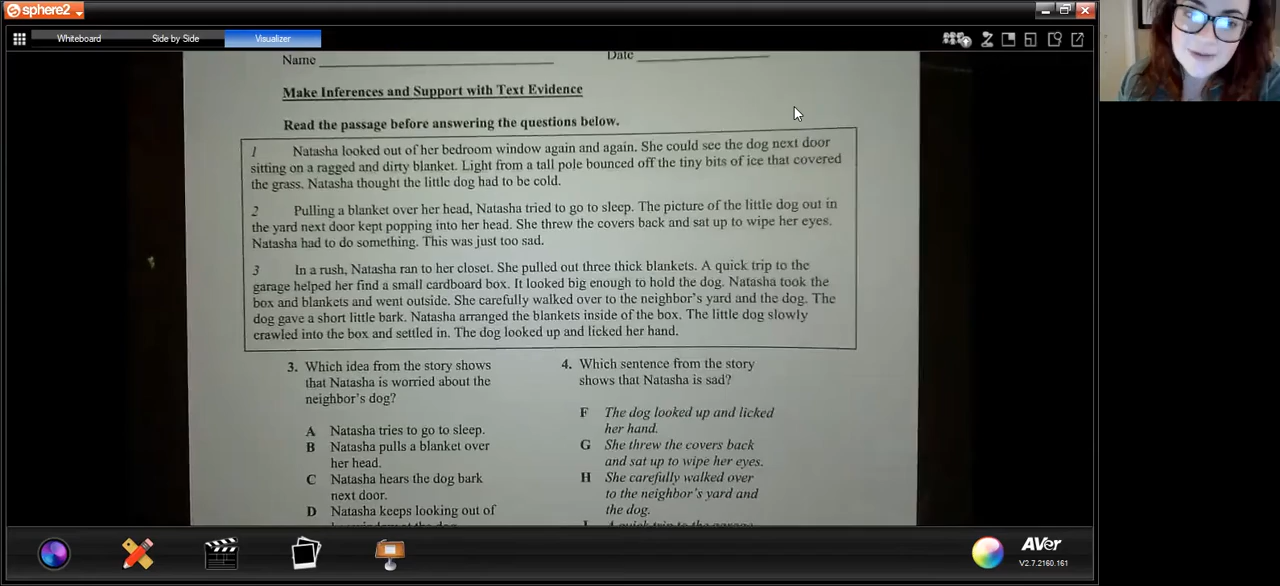 sphere2
Whiteboard Side by Side Visualizer
Name Date
Make Inferences and Support with Text Evidence
Read the passage before answering the questions below.
1 Natasha looked out of her bedroom window again and again. She could see the dog next door
sitting on a ragged and dirty blanket. Light from a tall pole bounced off the tiny bits of ice that covered
the grass. Natasha thought the little dog had to be cold.
2 Pulling a blanket over her head, Natasha tried to go to sleep. The picture of the little dog out in
the yard next door kept popping into her head. She threw the covers back and sat up to wipe her eyes.
Natasha had to do something. This was just too sad.
3 In a rush, Natasha ran to her closet. She pulled out three thick blankets. A quick trip to the
garage helped her find a small cardboard box. It looked big enough to hold the dog. Natasha took the
box and blankets and went outside. She carefully walked over to the neighbor's yard and the dog. The
dog gave a short little bark. Natasha arranged the blankets inside of the box. The little dog slowly
crawled into the box and settled in. The dog looked up and licked her hand.
3. Which idea from the story shows
that Natasha is worried about the
neighbor's dog?
A Natasha tries to go to sleep.
B Natasha pulls a blanket over
her head.
C Natasha hears the dog bark
next door.
D Natasha keeps looking out of
4. Which sentence from the story
shows that Natasha is sad?
F The dog looked up and licked
her hand.
G She threw the covers back
and sat up to wipe her eyes.
H She carefully walked over
to the neighbor's yard and
the dog.
AVer
V2.7.2160.161